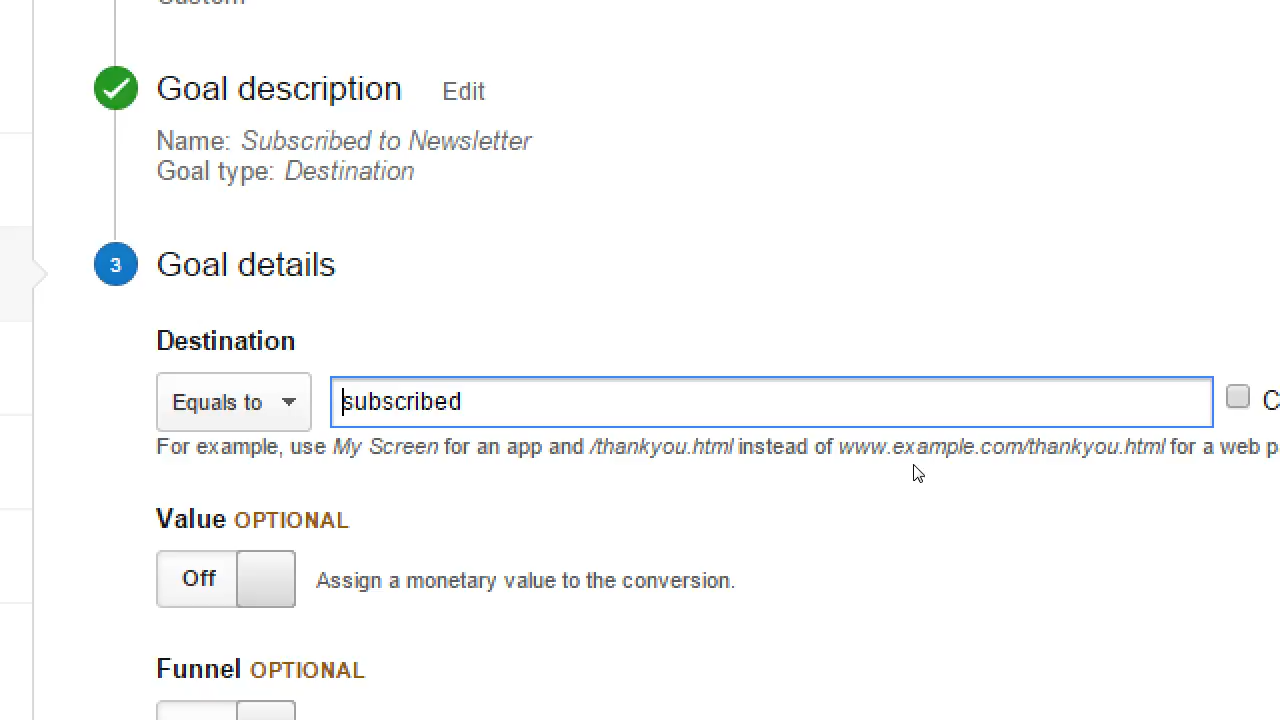 Custom
Goal description Edit
Name: Subscribed to Newsletter
Goal type: Destination
3 Goal details
Destination
Equals to subscribed C
For example, use My Screen for an app and /thankyou.html instead of www.example.com/thankyou.html for a web p
Value OPTIONAL
Off Assign a monetary value to the conversion.
Funnel OPTIONAL